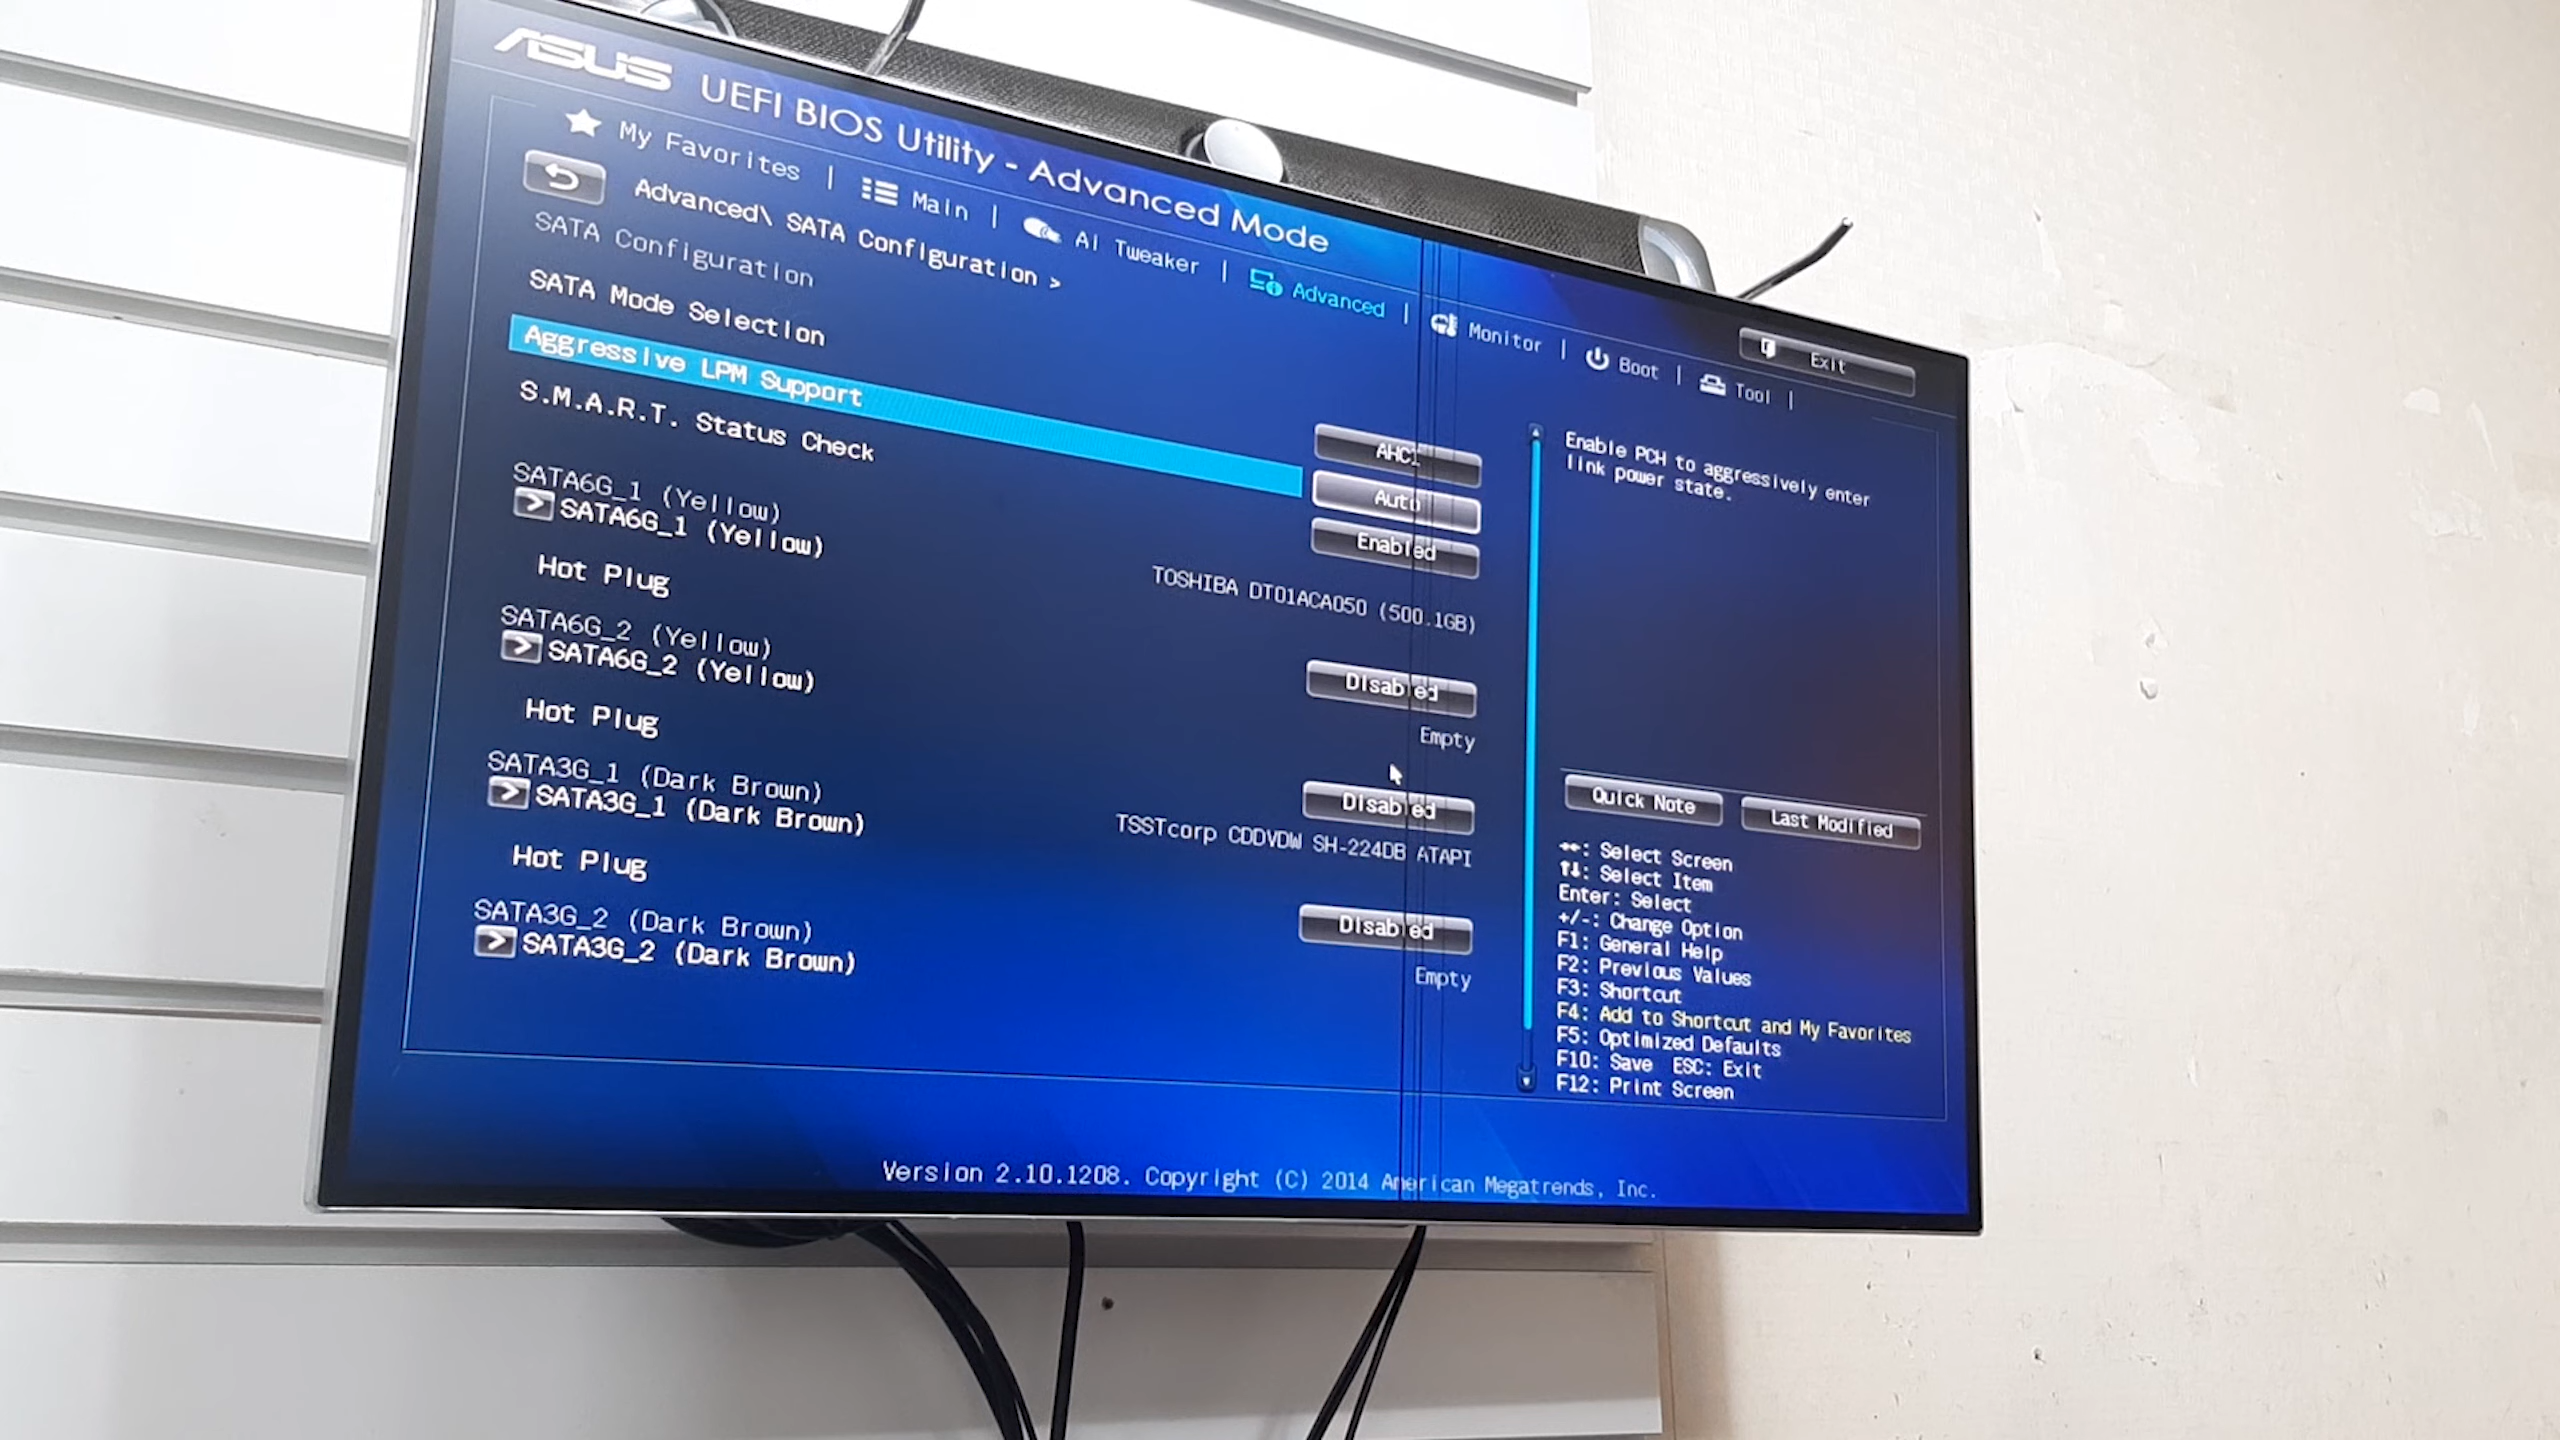 ASUS UEFI BIOS Utility - Advanced Mode
Exit
My Favorites | Main | Ai Tweaker | Advanced | Monitor | Boot | Tool |
Advanced\ SATA Configuration >
SATA Configuration
SATA Mode Selection
AHCI
Aggressive LPM Support
Auto
S.M.A.R.T. Status Check
Enabled
SATA6G_1 (Yellow)
TOSHIBA DT01ACA050 (500.1GB)
SATA6G_1 (Yellow)
Hot Plug
Disabled
SATA6G_2 (Yellow)
Empty
SATA6G_2 (Yellow)
Hot Plug
Disabled
SATA3G_1 (Dark Brown)
TSSTcorp CDDVDW SH-224DB ATAPI
SATA3G_1 (Dark Brown)
Hot Plug
Disabled
SATA3G_2 (Dark Brown)
Empty
SATA3G_2 (Dark Brown)
Enable PCH to aggressively enter
link power state.
Quick Note
Last Modified
→←: Select Screen
↑↓: Select Item
Enter: Select
+/-: Change Option
F1: General Help
F2: Previous Values
F3: Shortcut
F4: Add to Shortcut and My Favorites
F5: Optimized Defaults
F10: Save ESC: Exit
F12: Print Screen
Version 2.10.1208. Copyright (C) 2014 American Megatrends, Inc.